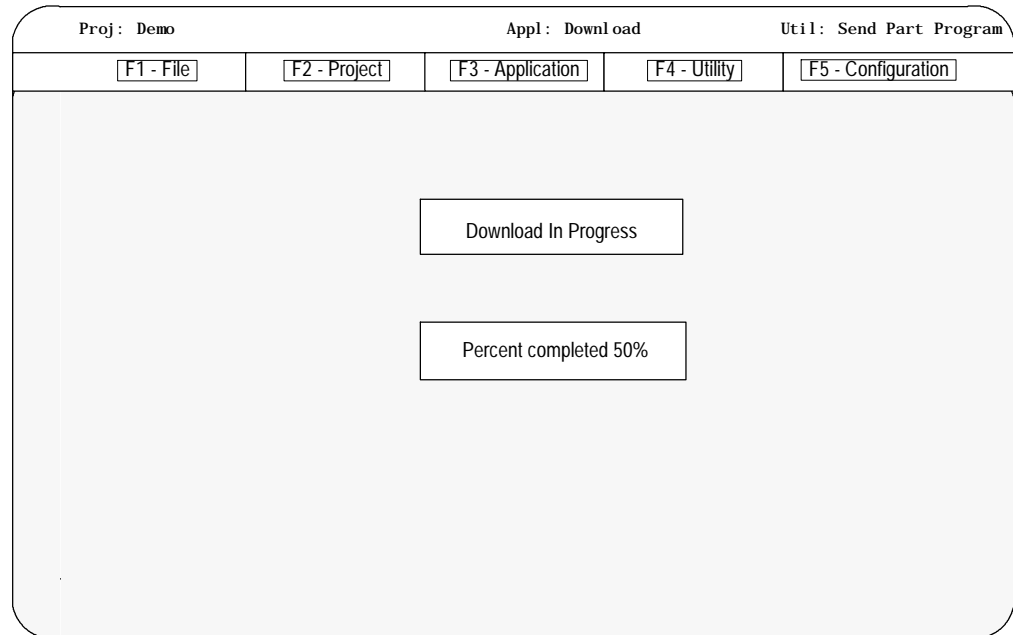 Proj: Demo Appl: Download Util: Send Part Program
F1 - File F2 - Project F3 - Application F4 - Utility F5 - Configuration
Download In Progress
Percent completed 50%